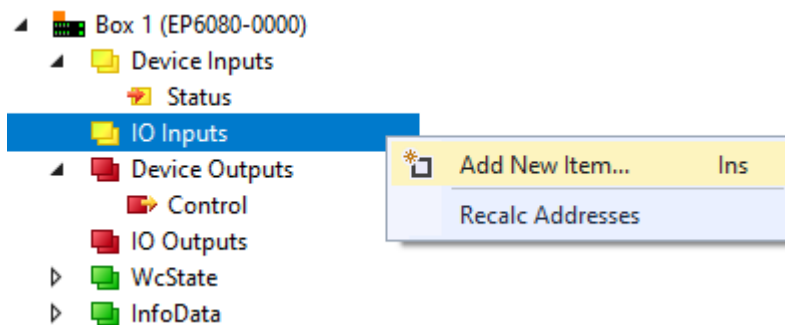 Box 1 (EP6080-0000)
Device Inputs
Status
IO Inputs
Add New Item... Ins
Device Outputs
Recalc Addresses
Control
IO Outputs
WcState
InfoData